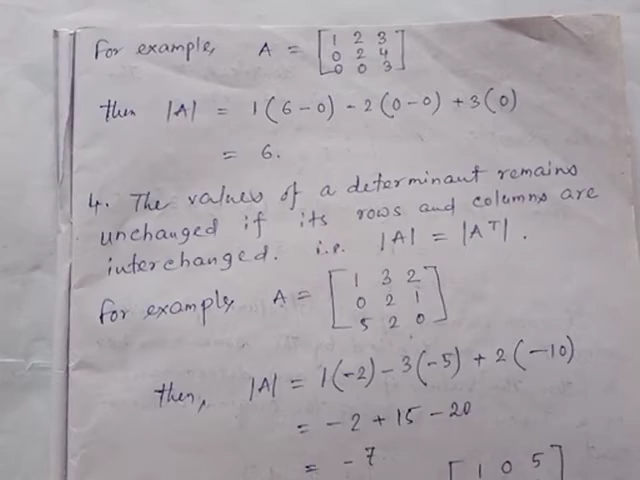 For example, A = [1 2 3
0 2 4
0 0 3]
then |A| = 1(6-0) - 2(0-0) + 3(0)
= 6.
4. The values of a determinant remains
unchanged if its rows and columns are
interchanged. i.e. |A| = |Aᵀ|.
For example, A = [1 3 2
0 2 1
5 2 0]
then, |A| = 1(-2) - 3(-5) + 2(-10)
= -2 + 15 - 20
= -7
[1 0 5]